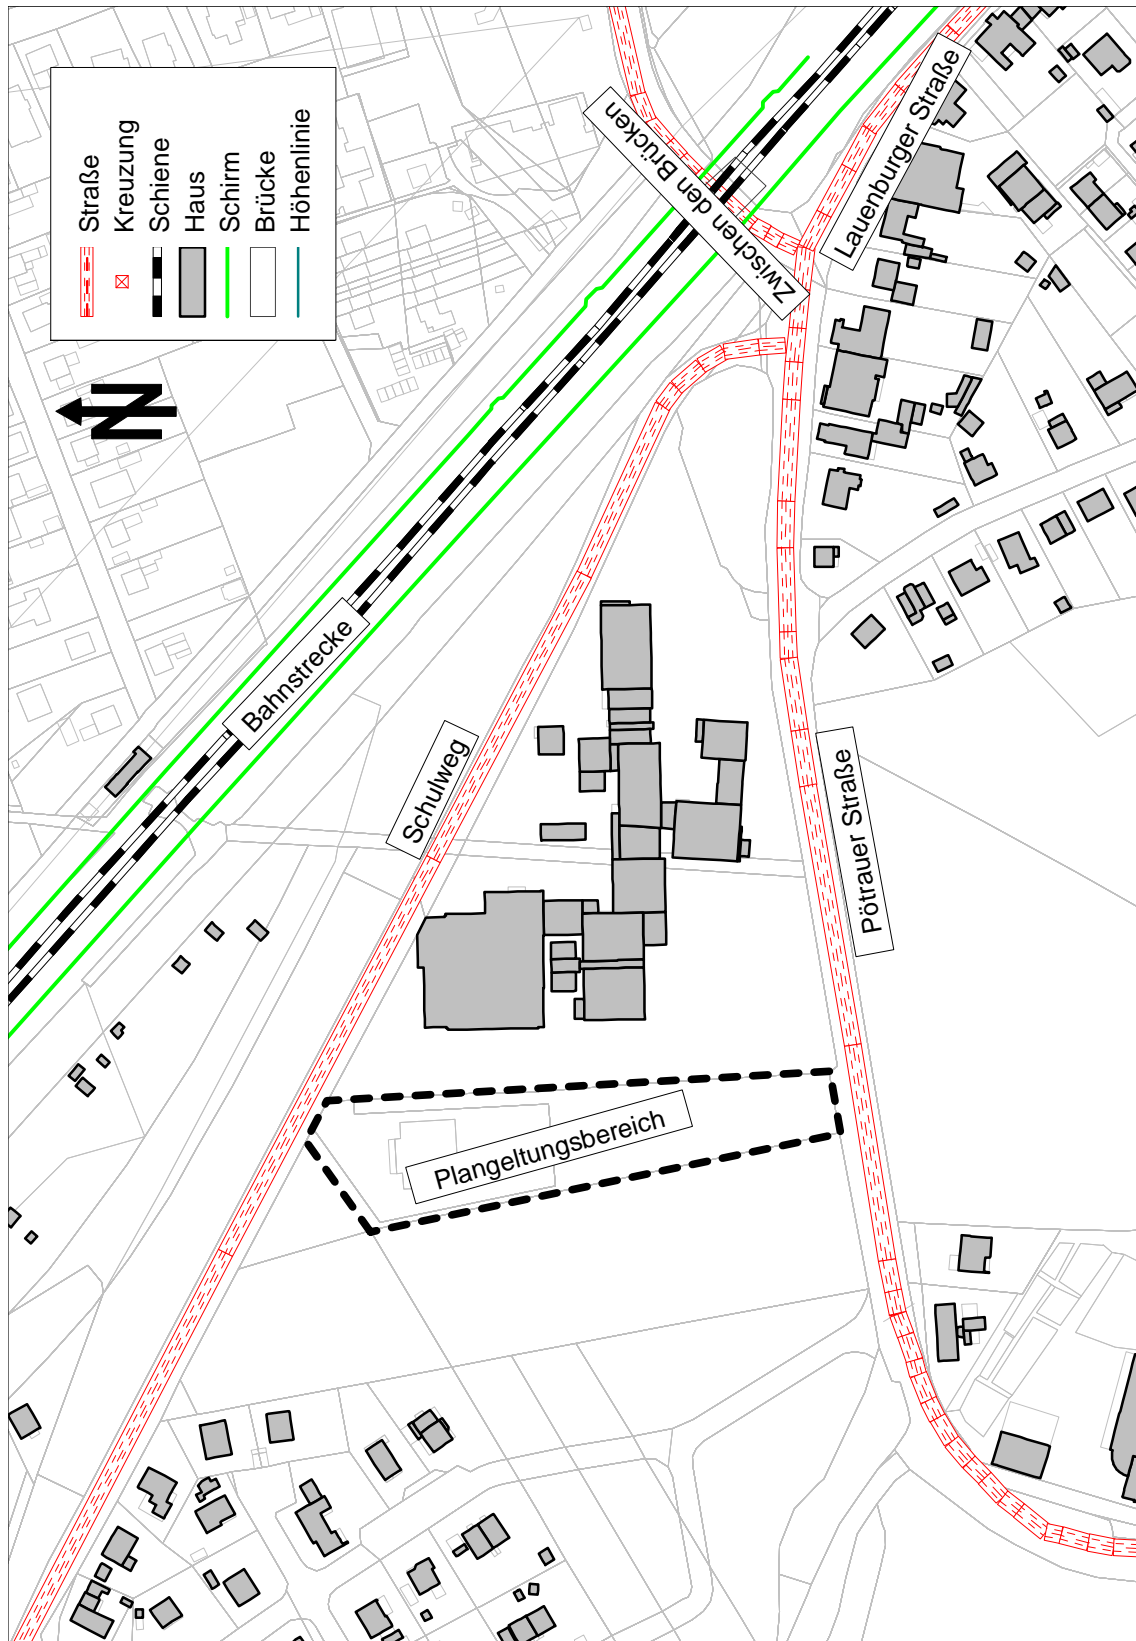 Straße
Kreuzung
Schiene
Haus
Schirm
Brücke
Höhenlinie
N
Zwischen den Brücken
Lauenburger Straße
Bahnstrecke
Schulweg
Pötrauer Straße
Plangeltungsbereich